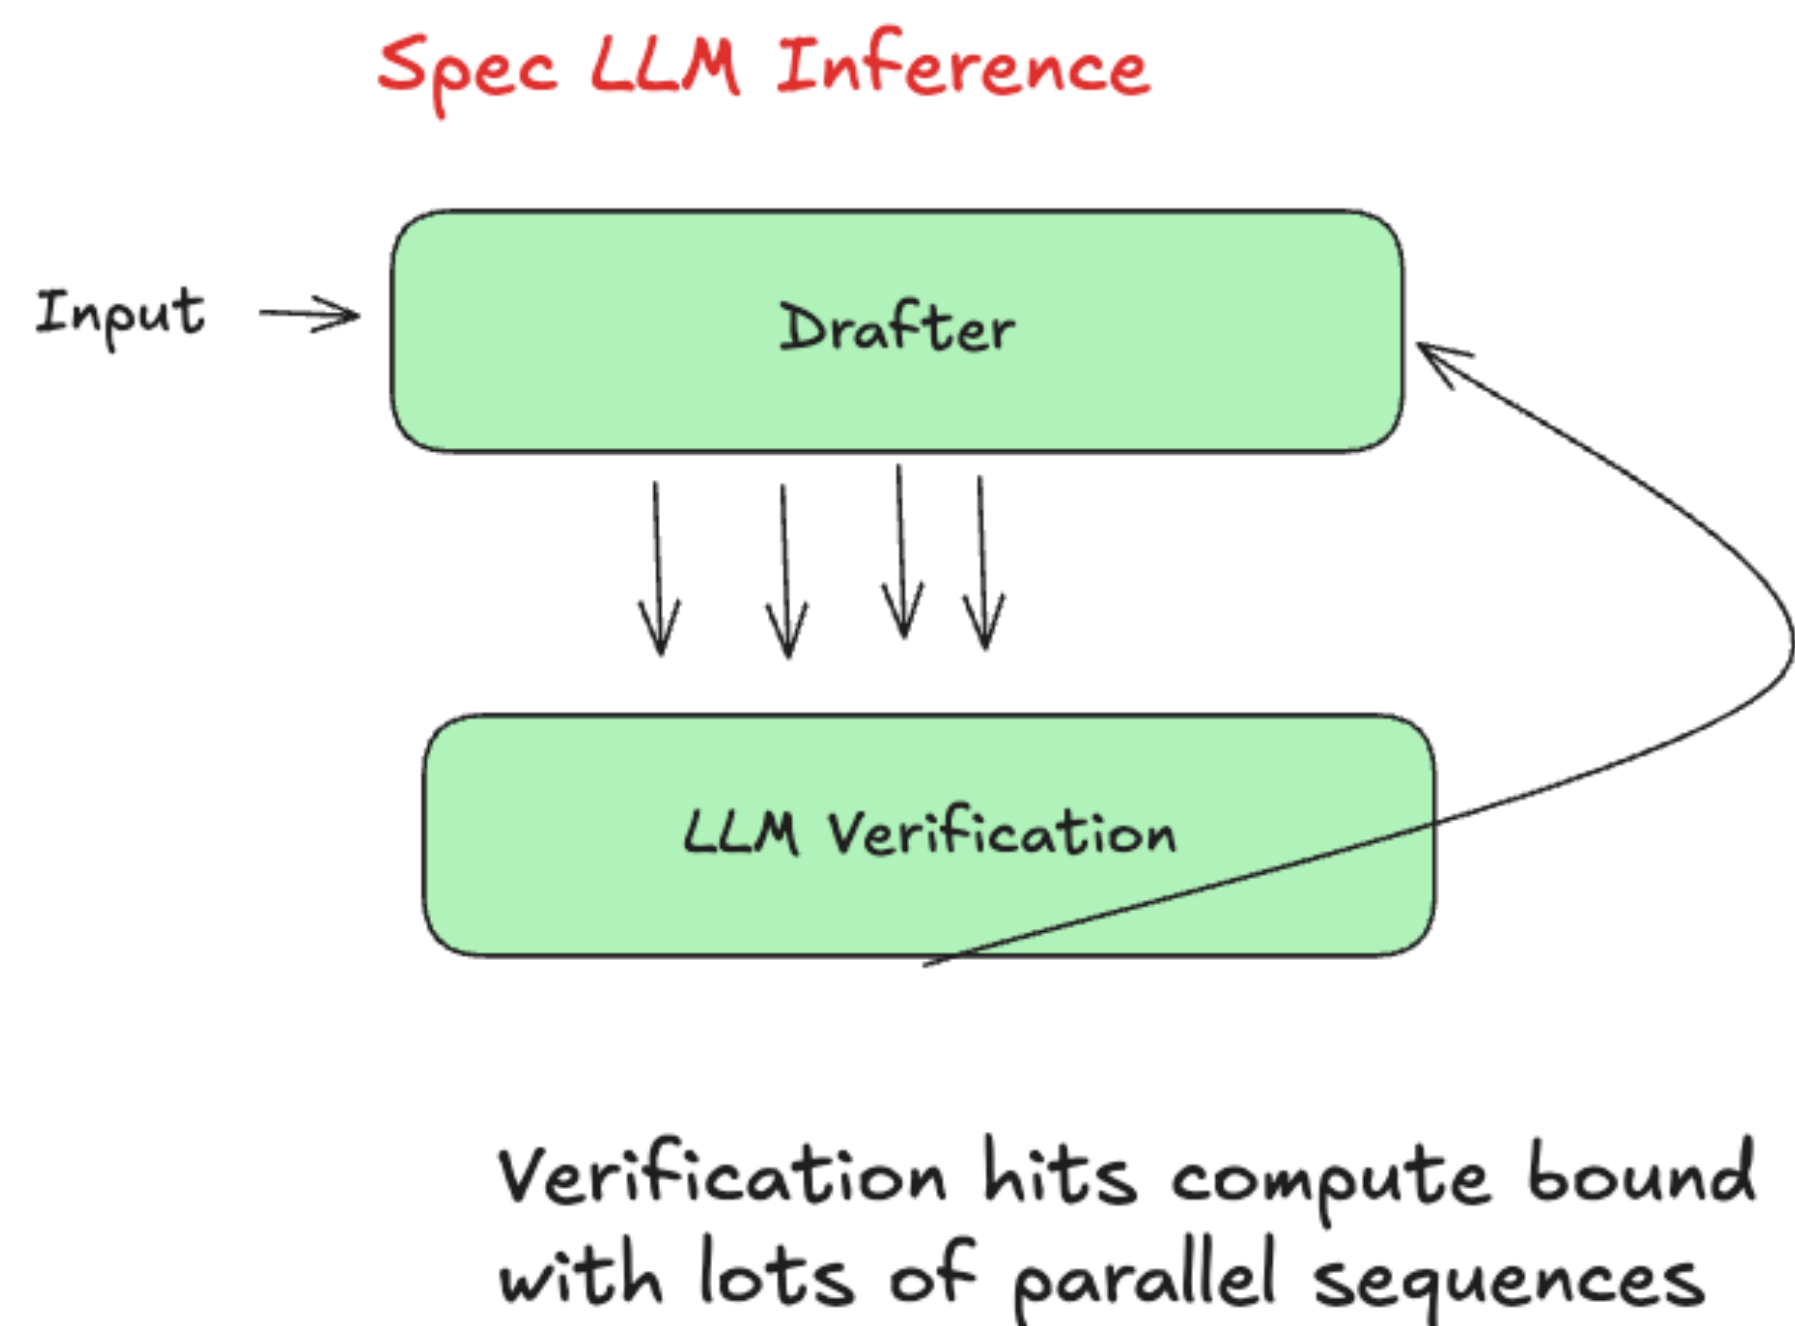 Spec LLM Inference
Input
Drafter
LLM Verification
Verification hits compute bound
with lots of parallel sequences